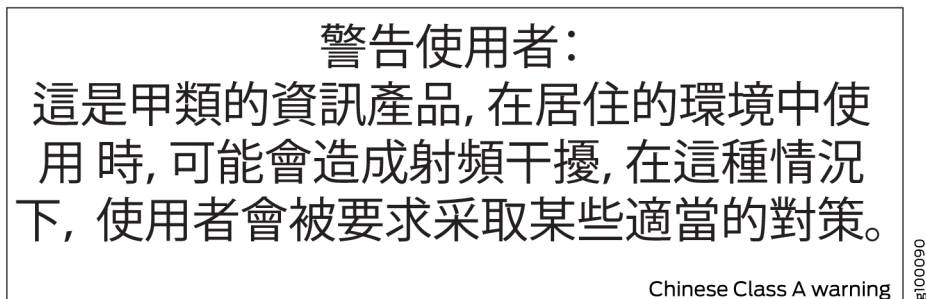 警告使用者：
這是甲類的資訊產品, 在居住的環境中使
用 時, 可能會造成射頻干擾, 在這種情況
下, 使用者會被要求采取某些適當的對策。
Chinese Class A warning
g100090